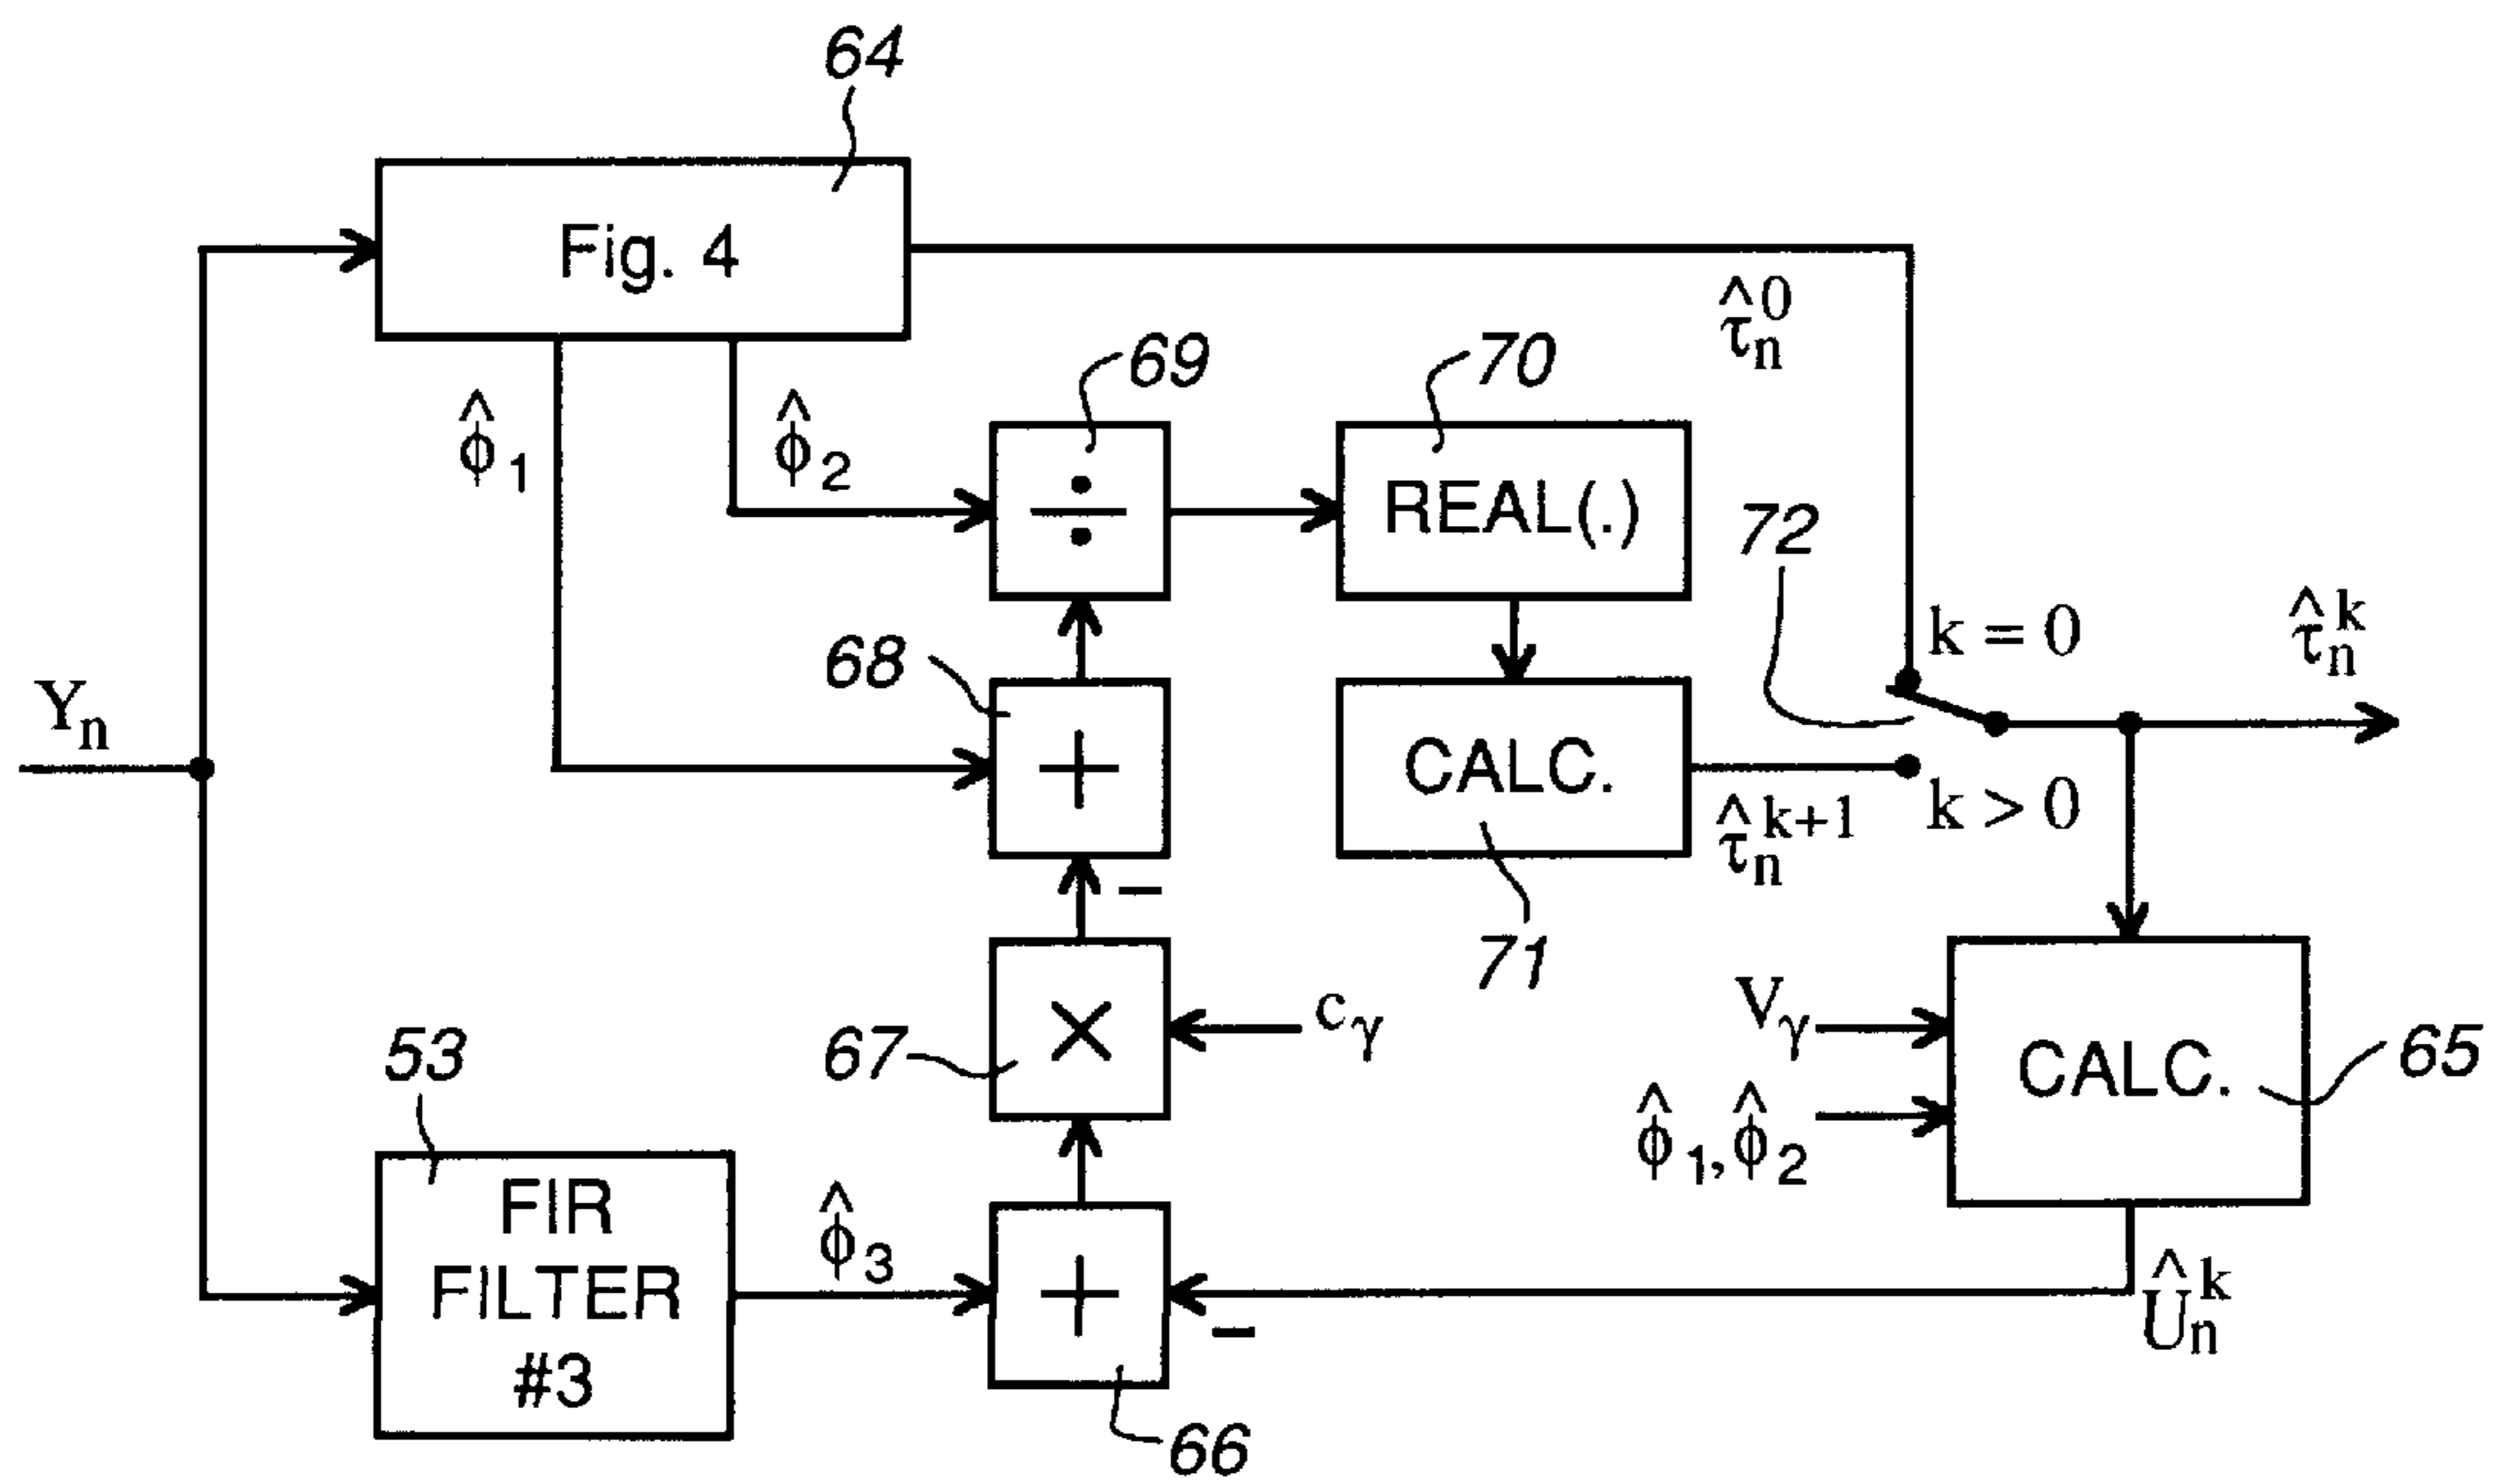 64
Fig. 4
τ̂ₙ⁰
69
70
φ̂₁
φ̂₂
÷
REAL(.)
72
k = 0
τ̂ₙᵏ
68
Yₙ
+
CALC.
k > 0
τ̂ₙᵏ⁺¹
−
71
Vᵧ
53
67
×
cᵧ
CALC.
65
φ̂₁, φ̂₂
FIR
FILTER
#3
φ̂₃
+
−
Ûₙᵏ
66